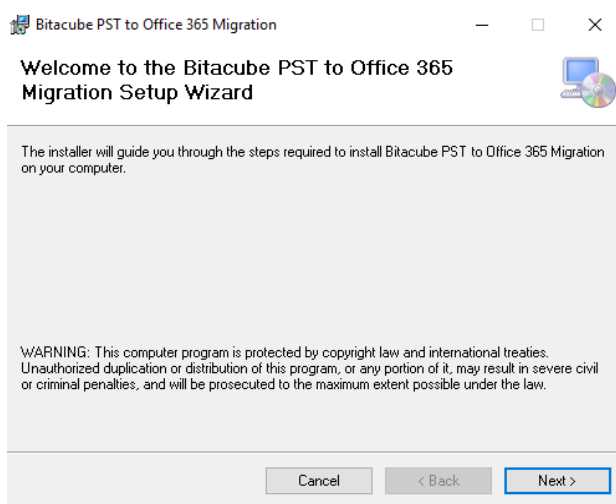 Bitacube PST to Office 365 Migration
Welcome to the Bitacube PST to Office 365
Migration Setup Wizard
The installer will guide you through the steps required to install Bitacube PST to Office 365 Migration
on your computer.
WARNING: This computer program is protected by copyright law and international treaties.
Unauthorized duplication or distribution of this program, or any portion of it, may result in severe civil
or criminal penalties, and will be prosecuted to the maximum extent possible under the law.
Cancel
< Back
Next >